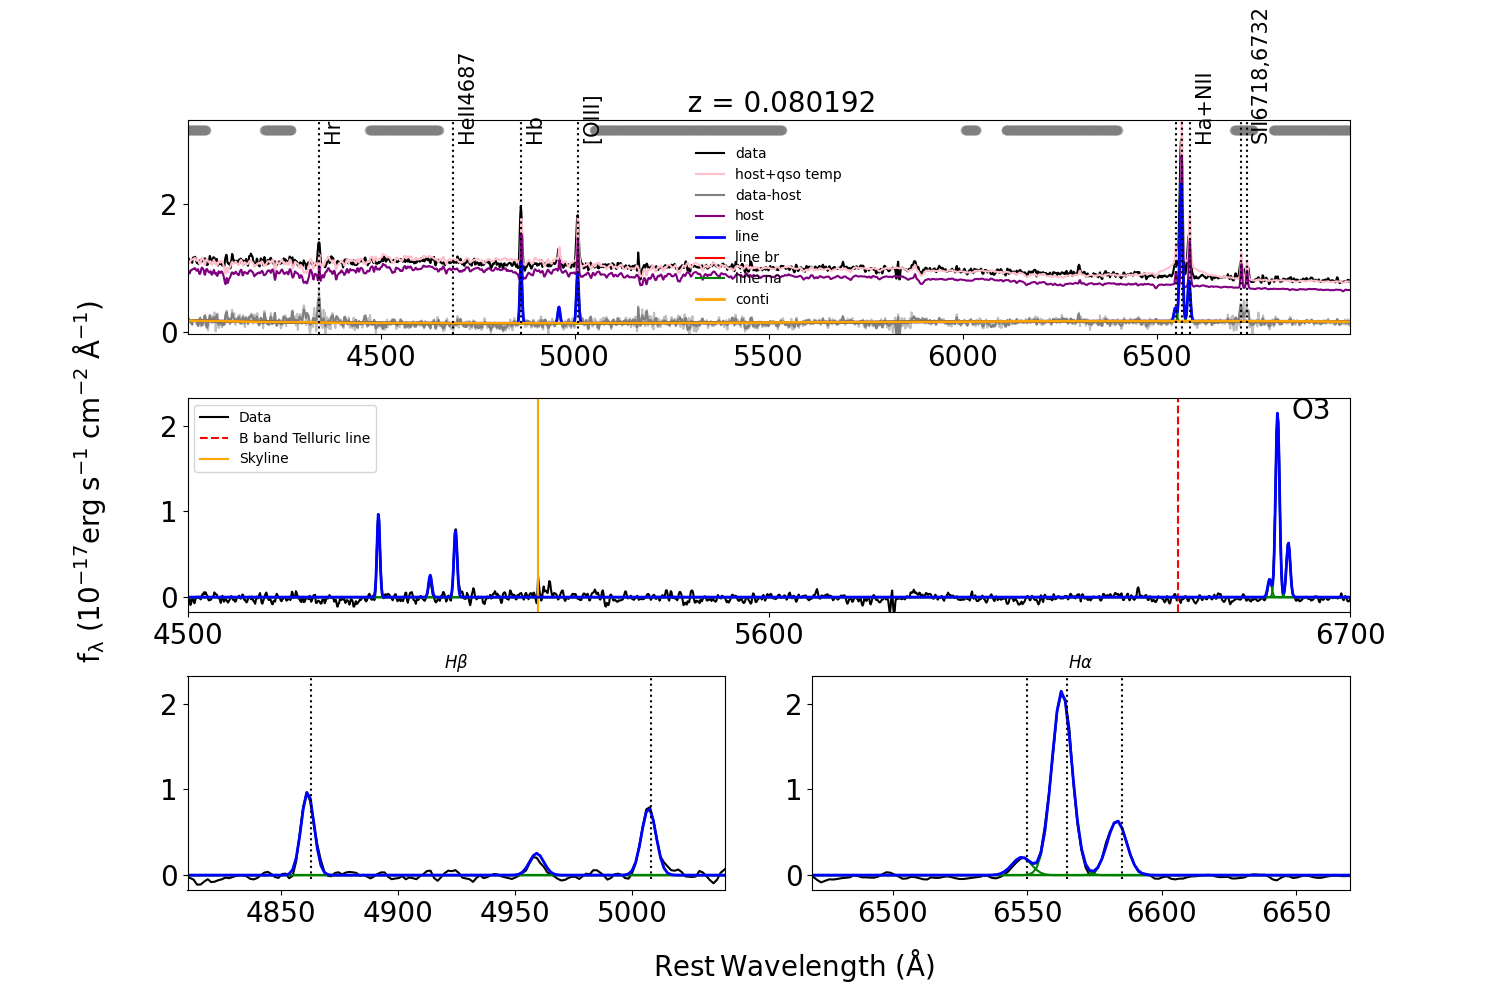 z = 0.080192
Hr
HeII4687
Hb
[OIII]
Ha+NII
SII6718,6732
data
host+qso temp
data-host
host
line
line br
line na
conti
2
0
4500 5000 5500 6000 6500
Data
B band Telluric line
Skyline
O3
2
1
0
4500 5600 6700
fλ (10⁻¹⁷erg s⁻¹ cm⁻² Å⁻¹)
Hβ
2
1
0
4850 4900 4950 5000
Hα
2
1
0
6500 6550 6600 6650
Rest Wavelength (Å)